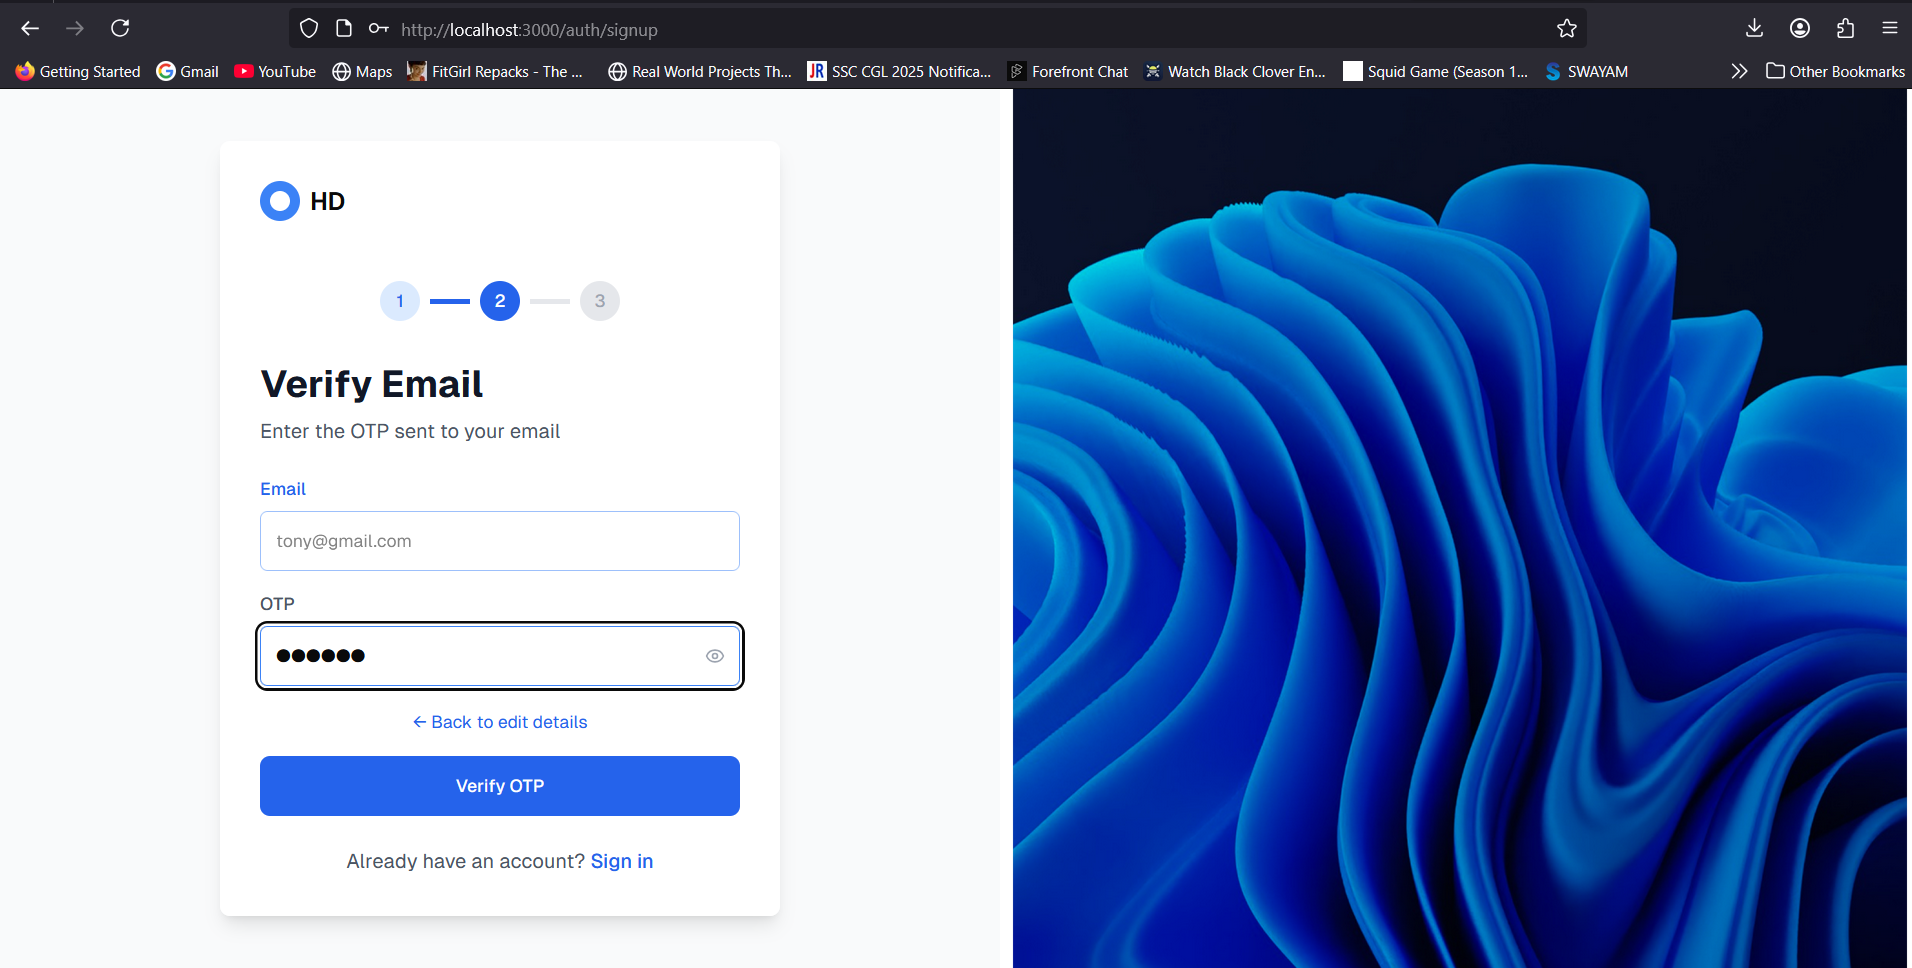 http://localhost:3000/auth/signup
Getting Started
Gmail
YouTube
Maps
FitGirl Repacks - The ...
Real World Projects Th...
JR
SSC CGL 2025 Notifica...
Forefront Chat
Watch Black Clover En...
Squid Game (Season 1...
SWAYAM
Other Bookmarks
HD
1
2
3
Verify Email
Enter the OTP sent to your email
Email
tony@gmail.com
OTP
← Back to edit details
Verify OTP
Already have an account? Sign in